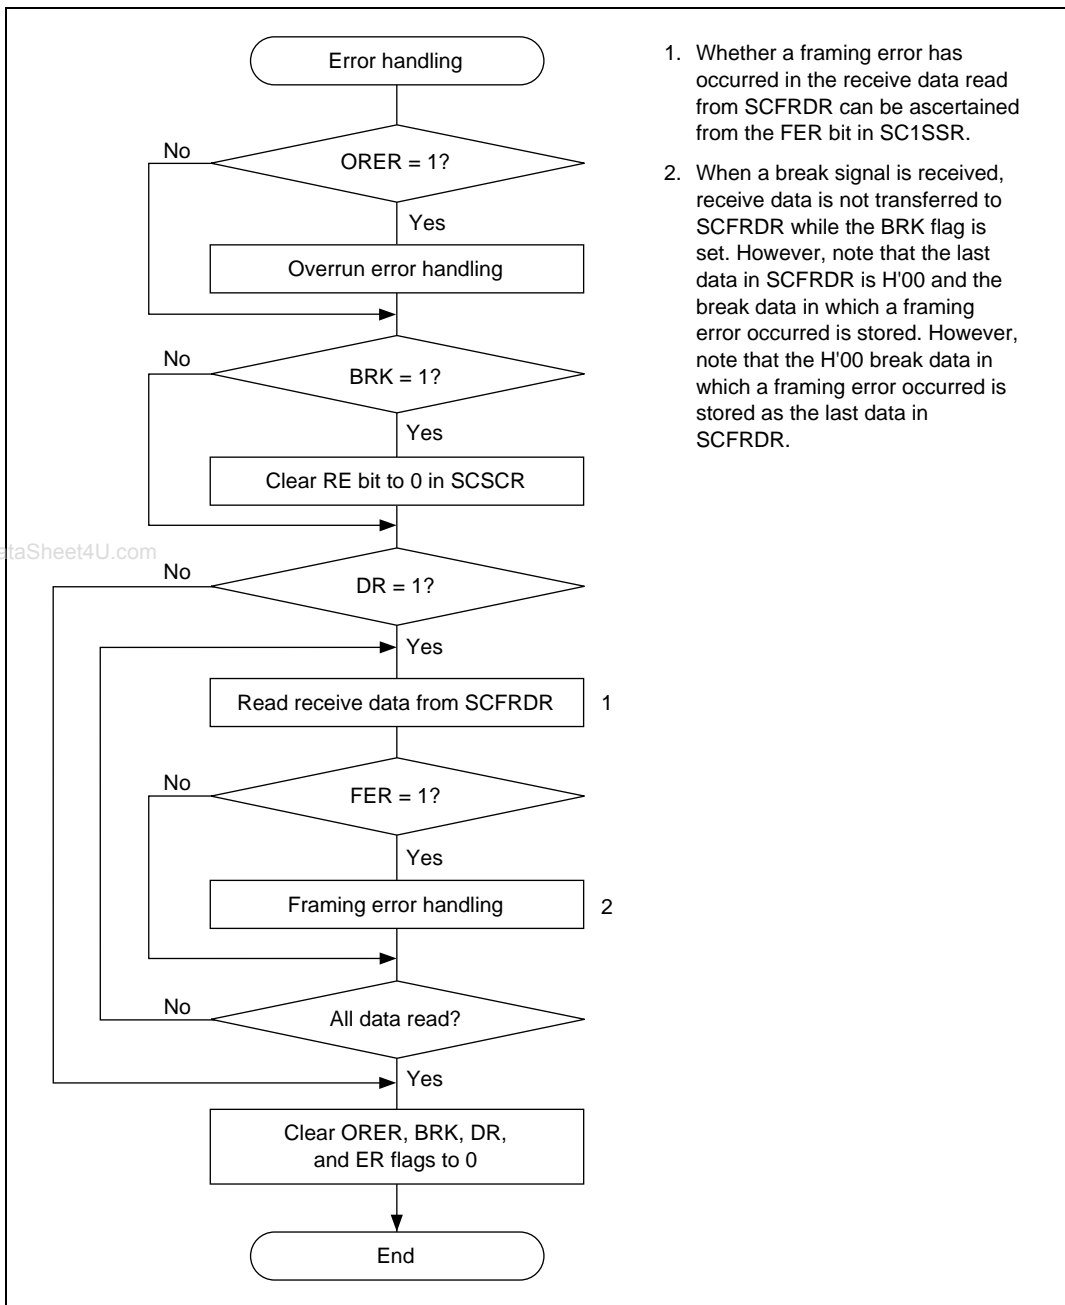 Error handling
No
ORER = 1?
Yes
Overrun error handling
No
BRK = 1?
Yes
Clear RE bit to 0 in SCSCR
ataSheet4U.com
No
DR = 1?
Yes
Read receive data from SCFRDR 1
No
FER = 1?
Yes
Framing error handling 2
No
All data read?
Yes
Clear ORER, BRK, DR,
and ER flags to 0
End
1. Whether a framing error has
occurred in the receive data read
from SCFRDR can be ascertained
from the FER bit in SC1SSR.
2. When a break signal is received,
receive data is not transferred to
SCFRDR while the BRK flag is
set. However, note that the last
data in SCFRDR is H'00 and the
break data in which a framing
error occurred is stored. However,
note that the H'00 break data in
which a framing error occurred is
stored as the last data in
SCFRDR.